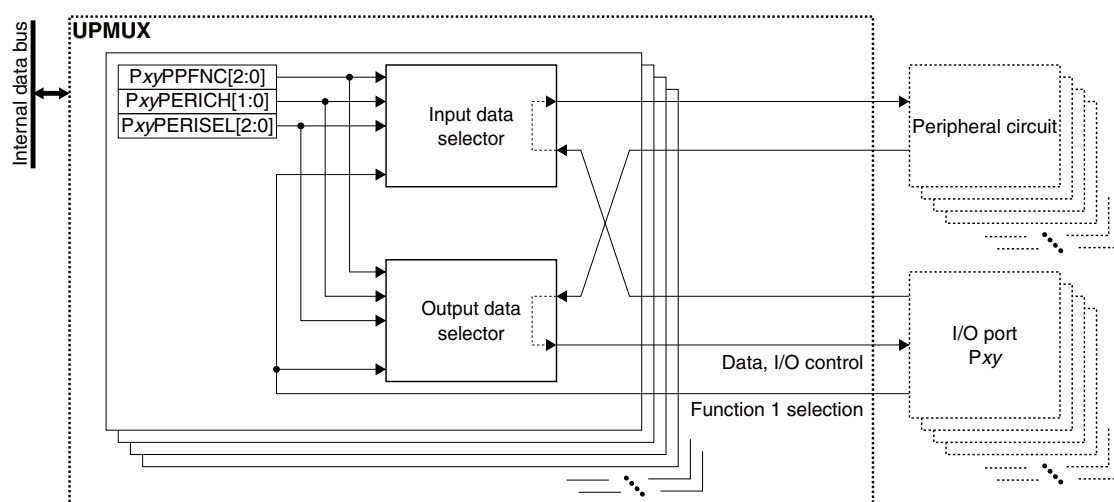 UPMUX
Internal data bus
PxyPPFNC[2:0]
PxyPERICH[1:0]
PxyPERISEL[2:0]
Input data
selector
Peripheral circuit
Output data
selector
I/O port
Pxy
Data, I/O control
Function 1 selection